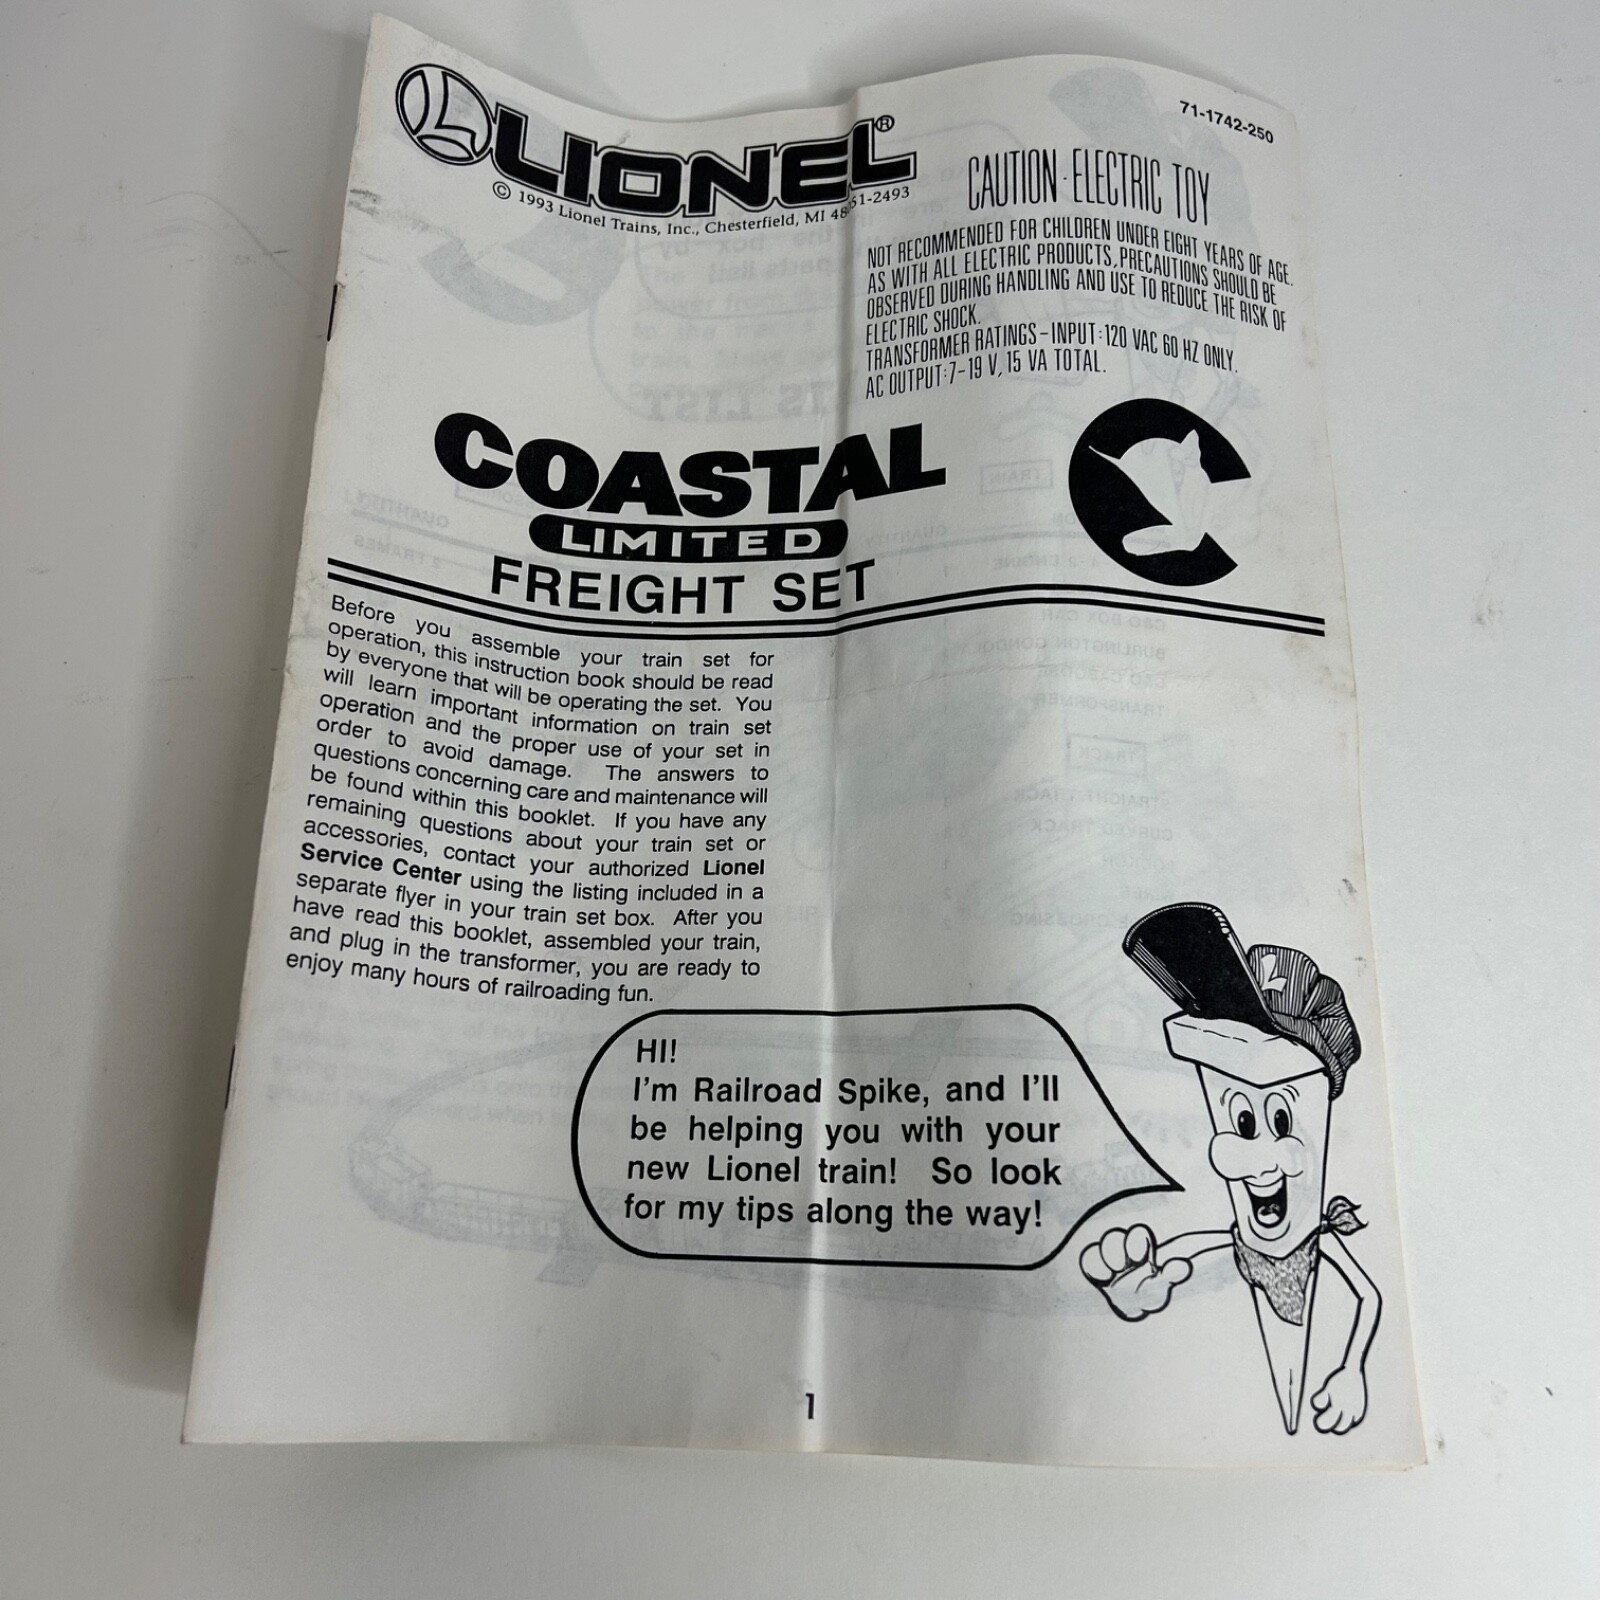 LIONEL®
© 1993 Lionel Trains, Inc., Chesterfield, MI 48051-2493
71-1742-250
CAUTION - ELECTRIC TOY
NOT RECOMMENDED FOR CHILDREN UNDER EIGHT YEARS OF AGE.
AS WITH ALL ELECTRIC PRODUCTS, PRECAUTIONS SHOULD BE
OBSERVED DURING HANDLING AND USE TO REDUCE THE RISK OF
ELECTRIC SHOCK.
TRANSFORMER RATINGS - INPUT: 120 VAC 60 HZ ONLY.
AC OUTPUT: 7-19 V, 15 VA TOTAL.
COASTAL
LIMITED
FREIGHT SET
Before you assemble your train set for
operation, this instruction book should be read
by everyone that will be operating the set. You
will learn important information on train set
operation and the proper use of your set in
order to avoid damage. The answers to
questions concerning care and maintenance will
be found within this booklet. If you have any
remaining questions about your train set or
accessories, contact your authorized Lionel
Service Center using the listing included in a
separate flyer in your train set box. After you
have read this booklet, assembled your train,
and plug in the transformer, you are ready to
enjoy many hours of railroading fun.
HI!
I'm Railroad Spike, and I'll
be helping you with your
new Lionel train! So look
for my tips along the way!
1